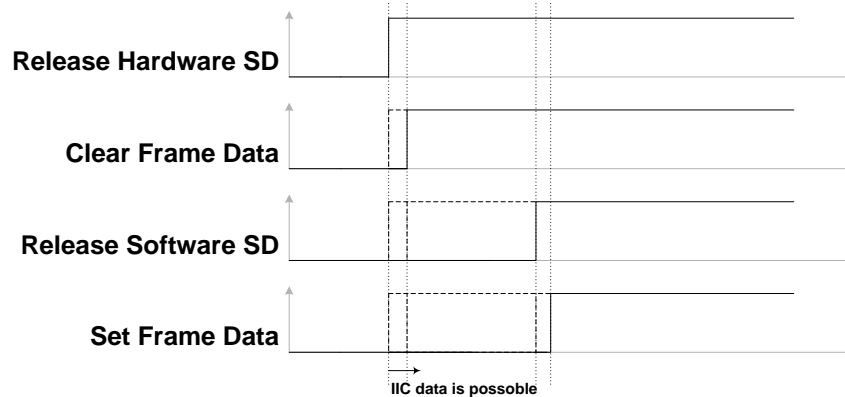 Release Hardware SD
Clear Frame Data
Release Software SD
Set Frame Data
IIC data is possoble